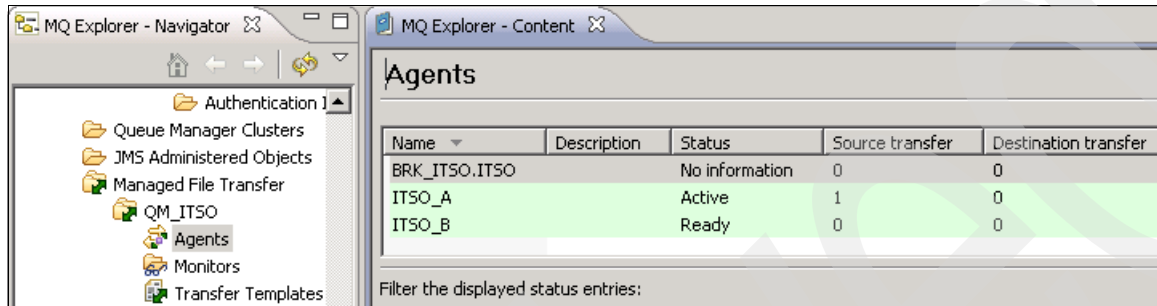 MQ Explorer - Navigator
Authentication I
Queue Manager Clusters
JMS Administered Objects
Managed File Transfer
QM_ITSO
Agents
Monitors
Transfer Templates
MQ Explorer - Content
Agents
Name Description Status Source transfer Destination transfer
BRK_ITSO.ITSO No information 0 0
ITSO_A Active 1 0
ITSO_B Ready 0 0
Filter the displayed status entries: